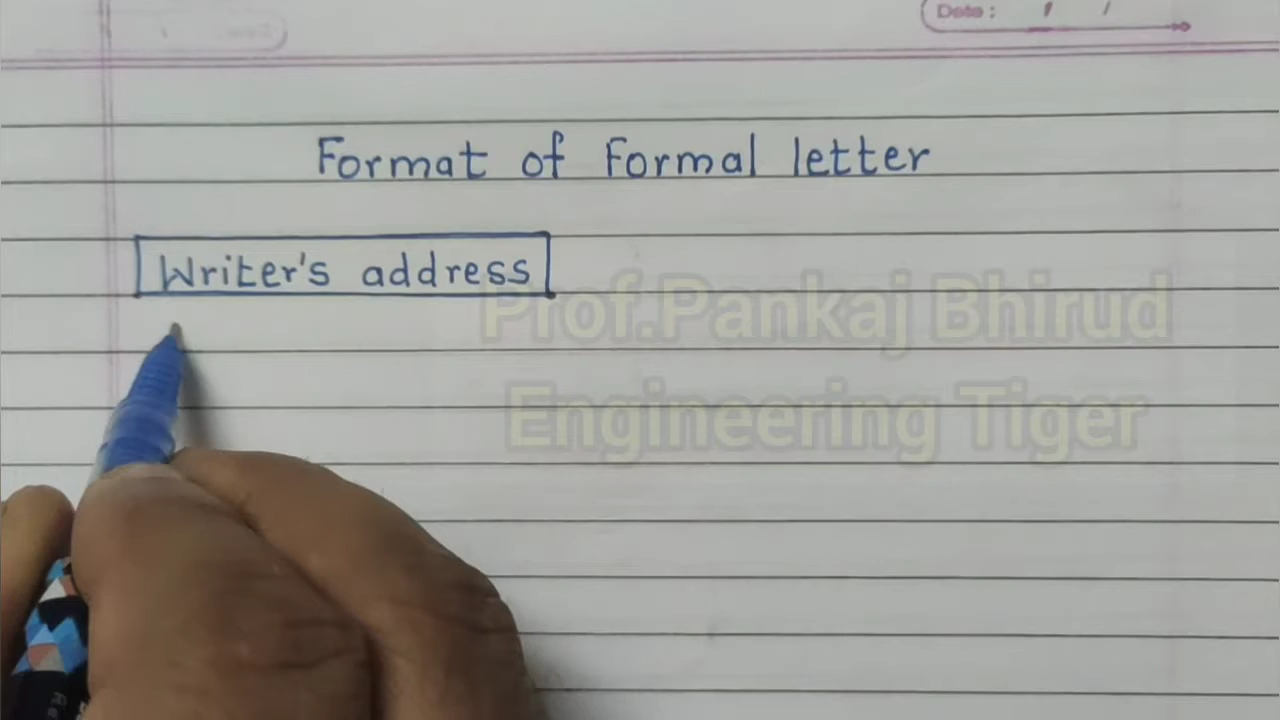 Date :
Format of Formal letter
Writer's address
Prof.Pankaj Bhirud
Engineering Tiger